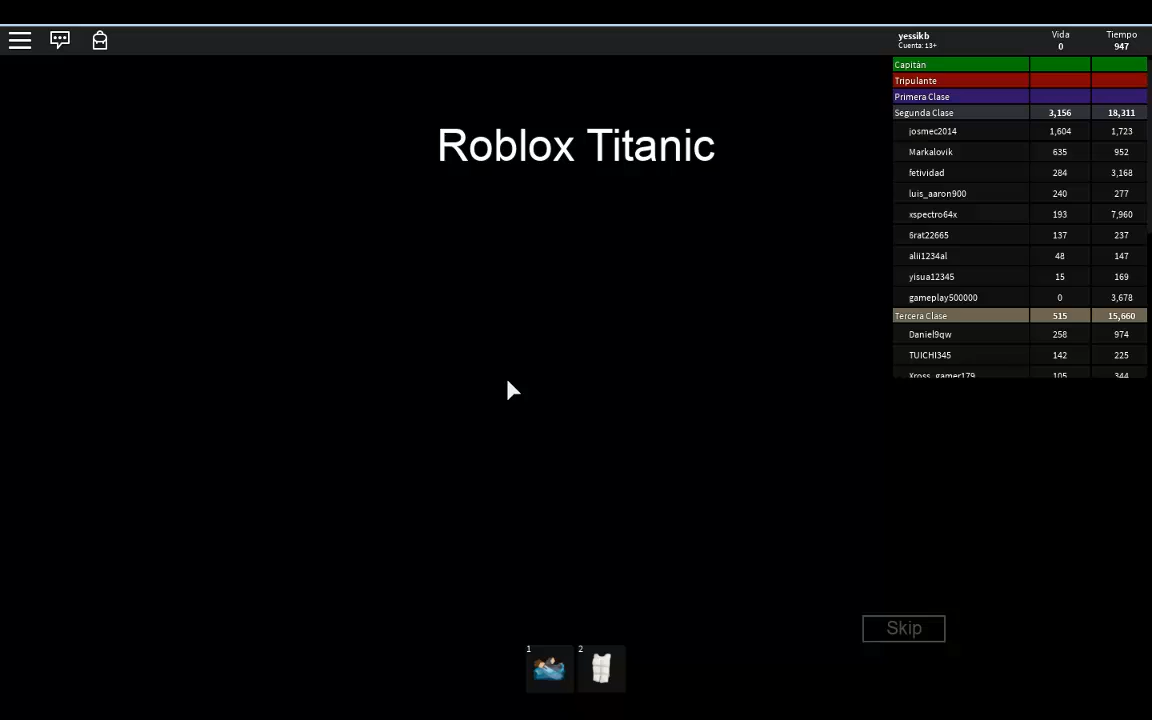 yessikb Vida Tiempo
Cuenta: 13+ 0 947
Capitán
Tripulante
Primera Clase
Segunda Clase 3,156 18,311
josmec2014 1,604 1,723
Markalovik 635 952
fetividad 284 3,168
luis_aaron900 240 277
xspectro64x 193 7,960
6rat22665 137 237
alii1234al 48 147
yisua12345 15 169
gameplay500000 0 3,678
Tercera Clase 515 15,660
Daniel9qw 258 974
TUICHI345 142 225
Xross_gamer179 105 344
Roblox Titanic
Skip
1 2